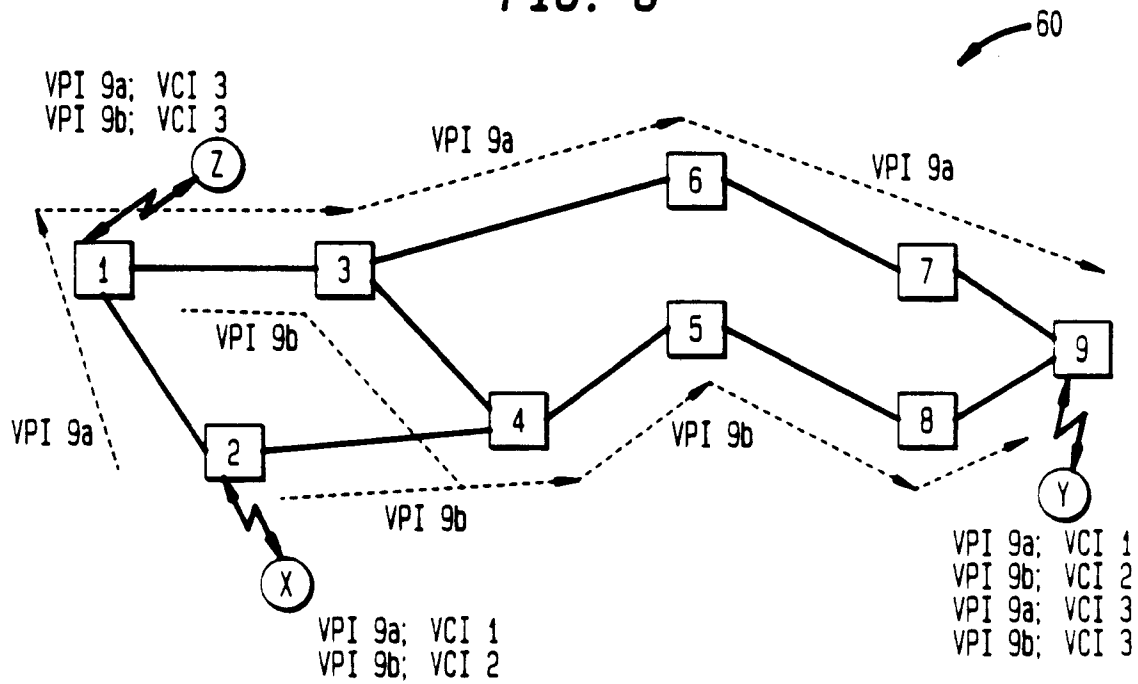 60
VPI 9a; VCI 3
VPI 9b; VCI 3
Z
VPI 9a
VPI 9a
6
1
3
7
5
VPI 9b
9
4
8
VPI 9a
2
VPI 9b
VPI 9b
Y
X
VPI 9a; VCI 1
VPI 9b; VCI 2
VPI 9a; VCI 3
VPI 9b; VCI 3
VPI 9a; VCI 1
VPI 9b; VCI 2